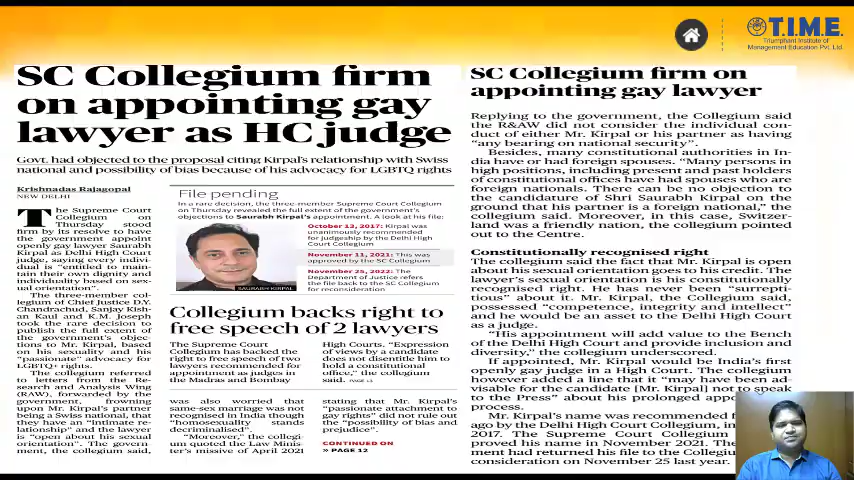 T.I.M.E.
Triumphant Institute of
Management Education Pvt. Ltd.
SC Collegium firm
on appointing gay
lawyer as HC judge
Govt. had objected to the proposal citing Kirpal's relationship with Swiss
national and possibility of bias because of his advocacy for LGBTQ rights
Krishnadas Rajagopal
NEW DELHI
The Supreme Court
Collegium on
Thursday stood
firm by its resolve to have
the government appoint
openly gay lawyer Saurabh
Kirpal as Delhi High Court
judge, saying every indi-
vidual is "entitled to main-
tain their own dignity and
individuality based on sex-
ual orientation".
The three-member col-
legium of Chief Justice D.Y.
Chandrachud, Sanjay Kish-
an Kaul and K.M. Joseph
took the rare decision to
publish the full extent of
the government's objec-
tions to Mr. Kirpal, based
on his sexuality and his
"passionate" advocacy for
LGBTQ+ rights.
The collegium referred
to letters from the Re-
search and Analysis Wing
(RAW), forwarded by the
government, frowning
upon Mr. Kirpal's partner
being a Swiss national, that
they have an "intimate re-
lationship" and the lawyer
is "open about his sexual
orientation". The govern-
ment, the collegium said,
File pending
In a rare decision, the three-member Supreme Court Collegium
on Thursday revealed the full extent of the government's
objections to Saurabh Kirpal's appointment. A look at his file:
October 13, 2017: Kirpal was
unanimously recommended
for judgeship by the Delhi High
Court Collegium
November 11, 2021: This was
approved by the SC Collegium
November 25, 2022: The
Department of Justice refers
the file back to the SC Collegium
for reconsideration
SAURABH KIRPAL
Collegium backs right to
free speech of 2 lawyers
The Supreme Court
Collegium has backed the
right to free speech of two
lawyers recommended for
appointment as judges in
the Madras and Bombay
High Courts. "Expression
of views by a candidate
does not disentitle him to
hold a constitutional
office," the collegium
said. PAGE 12
was also worried that
same-sex marriage was not
recognised in India though
"homosexuality stands
decriminalised".
"Moreover," the collegi-
um quoted the Law Minis-
ter's missive of April 2021
stating that Mr. Kirpal's
"passionate attachment to
gay rights" did not rule out
the "possibility of bias and
prejudice".
CONTINUED ON
» PAGE 12
SC Collegium firm on
appointing gay lawyer
Replying to the government, the Collegium said
the R&AW did not consider the individual con-
duct of either Mr. Kirpal or his partner as having
"any bearing on national security".
Besides, many constitutional authorities in In-
dia have or had foreign spouses. "Many persons in
high positions, including present and past holders
of constitutional offices have had spouses who are
foreign nationals. There can be no objection to
the candidature of Shri Saurabh Kirpal on the
ground that his partner is a foreign national," the
collegium said. Moreover, in this case, Switzer-
land was a friendly nation, the collegium pointed
out to the Centre.
Constitutionally recognised right
The collegium said the fact that Mr. Kirpal is open
about his sexual orientation goes to his credit. The
lawyer's sexual orientation is his constitutionally
recognised right. He has never been "surrepti-
tious" about it. Mr. Kirpal, the Collegium said,
possessed "competence, integrity and intellect"
and he would be an asset to the Delhi High Court
as a judge.
"His appointment will add value to the Bench
of the Delhi High Court and provide inclusion and
diversity," the collegium underscored.
If appointed, Mr. Kirpal would be India's first
openly gay judge in a High Court. The collegium
however added a line that it "may have been ad-
visable for the candidate [Mr. Kirpal] not to speak
to the Press" about his prolonged
process.
Mr. Kirpal's name was recommended
ago by the Delhi High Court Collegium, in
2017. The Supreme Court Collegium
proved his name in November 2021. The
ment had returned his file to the
consideration on November 25 last year.